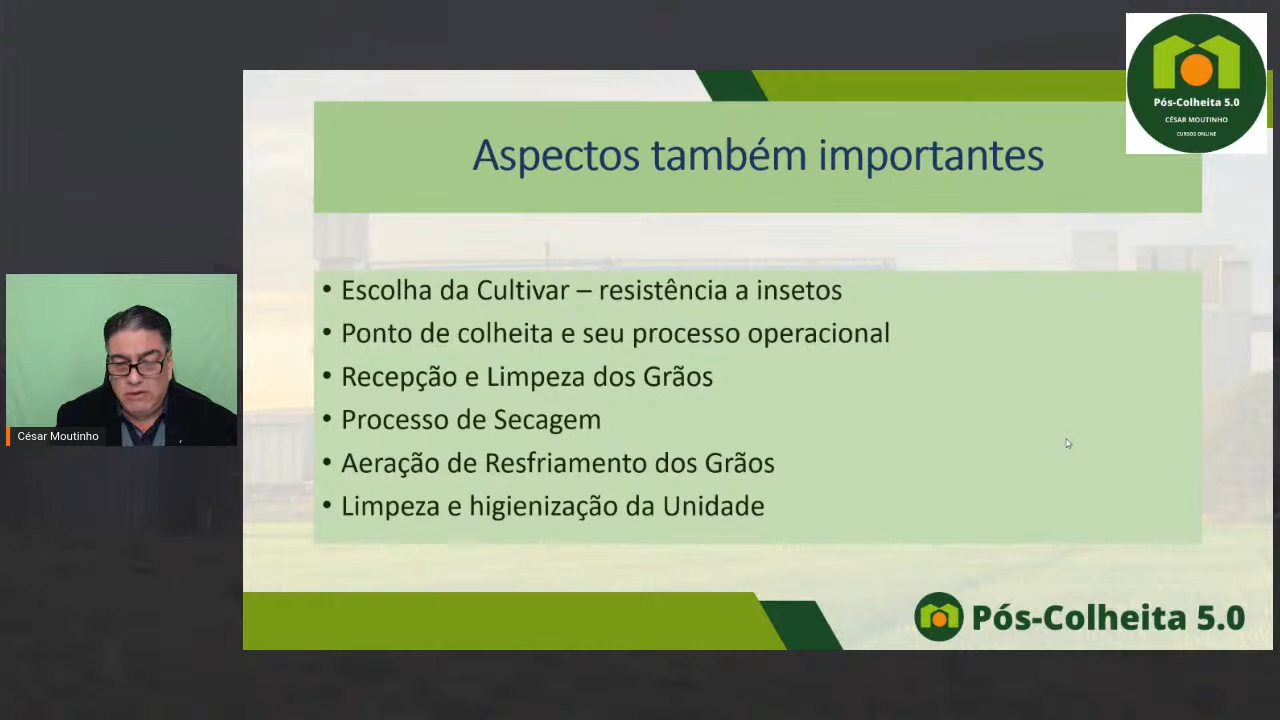 Pós-Colheita 5.0
CÉSAR MOUTINHO
CURSOS ONLINE
Aspectos também importantes
• Escolha da Cultivar – resistência a insetos
• Ponto de colheita e seu processo operacional
• Recepção e Limpeza dos Grãos
• Processo de Secagem
• Aeração de Resfriamento dos Grãos
• Limpeza e higienização da Unidade
César Moutinho
Pós-Colheita 5.0